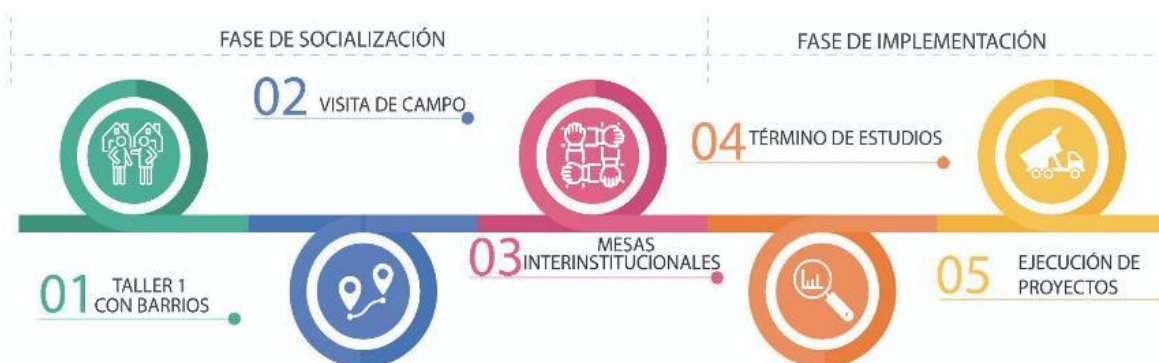 FASE DE SOCIALIZACIÓN
FASE DE IMPLEMENTACIÓN
01 TALLER 1
CON BARRIOS
02 VISITA DE CAMPO
03 MESAS
INTERINSTITUCIONALES
04 TÉRMINO DE ESTUDIOS
05 EJECUCIÓN DE
PROYECTOS